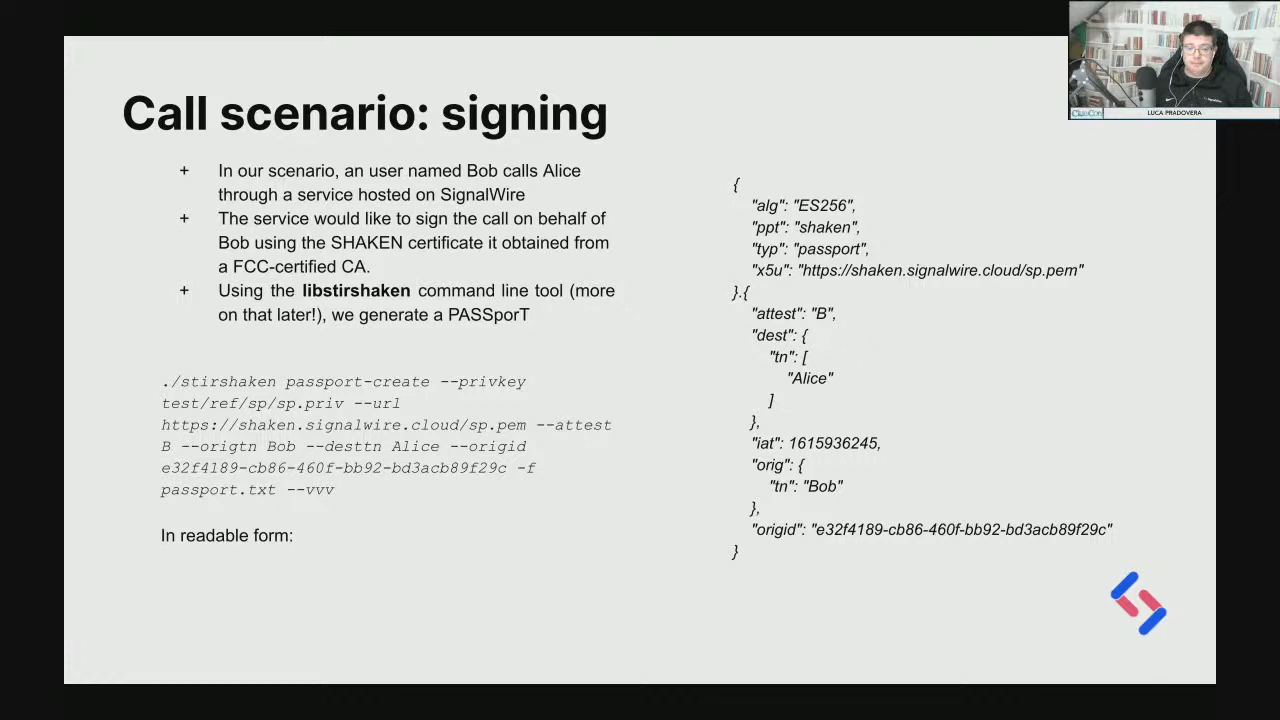 Call scenario: signing
+ In our scenario, an user named Bob calls Alice
through a service hosted on SignalWire
+ The service would like to sign the call on behalf of
Bob using the SHAKEN certificate it obtained from
a FCC-certified CA.
+ Using the libstirshaken command line tool (more
on that later!), we generate a PASSporT
./stirshaken passport-create --privkey
test/ref/sp/sp.priv --url
https://shaken.signalwire.cloud/sp.pem --attest
B --origtn Bob --desttn Alice --origid
e32f4189-cb86-460f-bb92-bd3acb89f29c -f
passport.txt --vvv
In readable form:
{
"alg": "ES256",
"ppt": "shaken",
"typ": "passport",
"x5u": "https://shaken.signalwire.cloud/sp.pem"
}.{
"attest": "B",
"dest": {
"tn": [
"Alice"
]
},
"iat": 1615936245,
"orig": {
"tn": "Bob"
},
"origid": "e32f4189-cb86-460f-bb92-bd3acb89f29c"
}
ClueCon
LUCA PRADOVERA